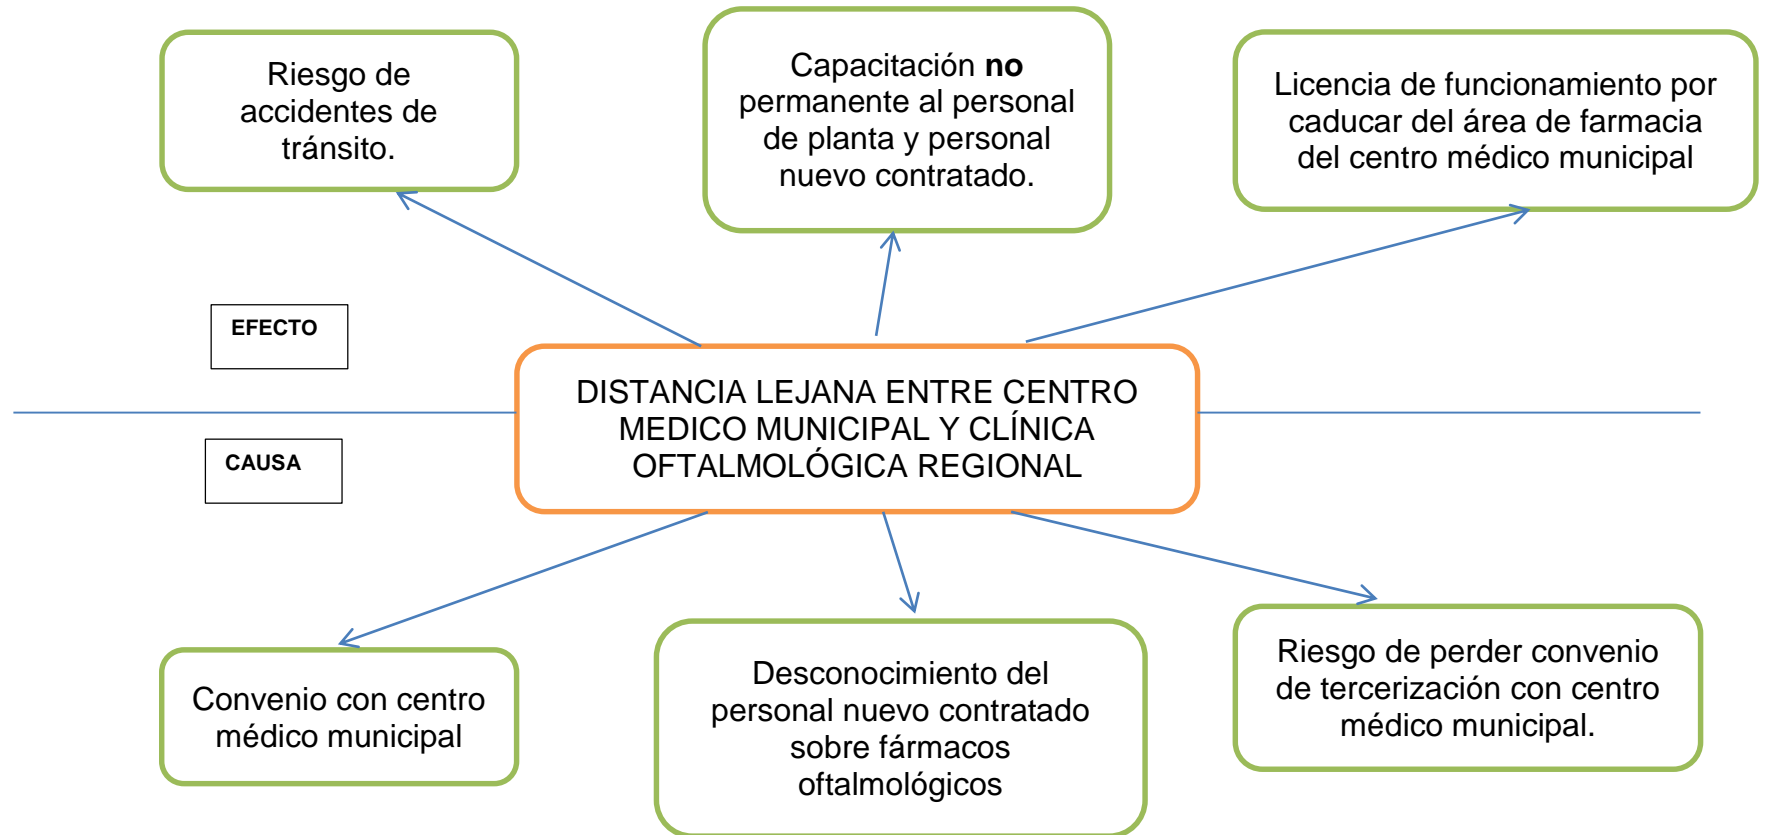 Riesgo de
accidentes de
tránsito.
Capacitación no
permanente al personal
de planta y personal
nuevo contratado.
Licencia de funcionamiento por
caducar del área de farmacia
del centro médico municipal
EFECTO
DISTANCIA LEJANA ENTRE CENTRO
MEDICO MUNICIPAL Y CLÍNICA
OFTALMOLÓGICA REGIONAL
CAUSA
Convenio con centro
médico municipal
Desconocimiento del
personal nuevo contratado
sobre fármacos
oftalmológicos
Riesgo de perder convenio
de tercerización con centro
médico municipal.